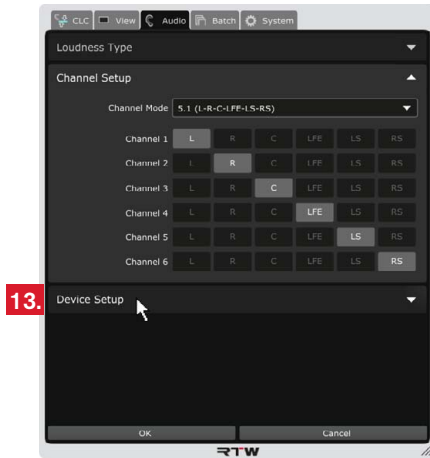 CLC View Audio Batch System
Loudness Type
Channel Setup
Channel Mode 5.1 (L-R-C-LFE-LS-RS)
Channel 1 L R C LFE LS RS
Channel 2 L R C LFE LS RS
Channel 3 L R C LFE LS RS
Channel 4 L R C LFE LS RS
Channel 5 L R C LFE LS RS
Channel 6 L R C LFE LS RS
13. Device Setup
OK Cancel
RTW